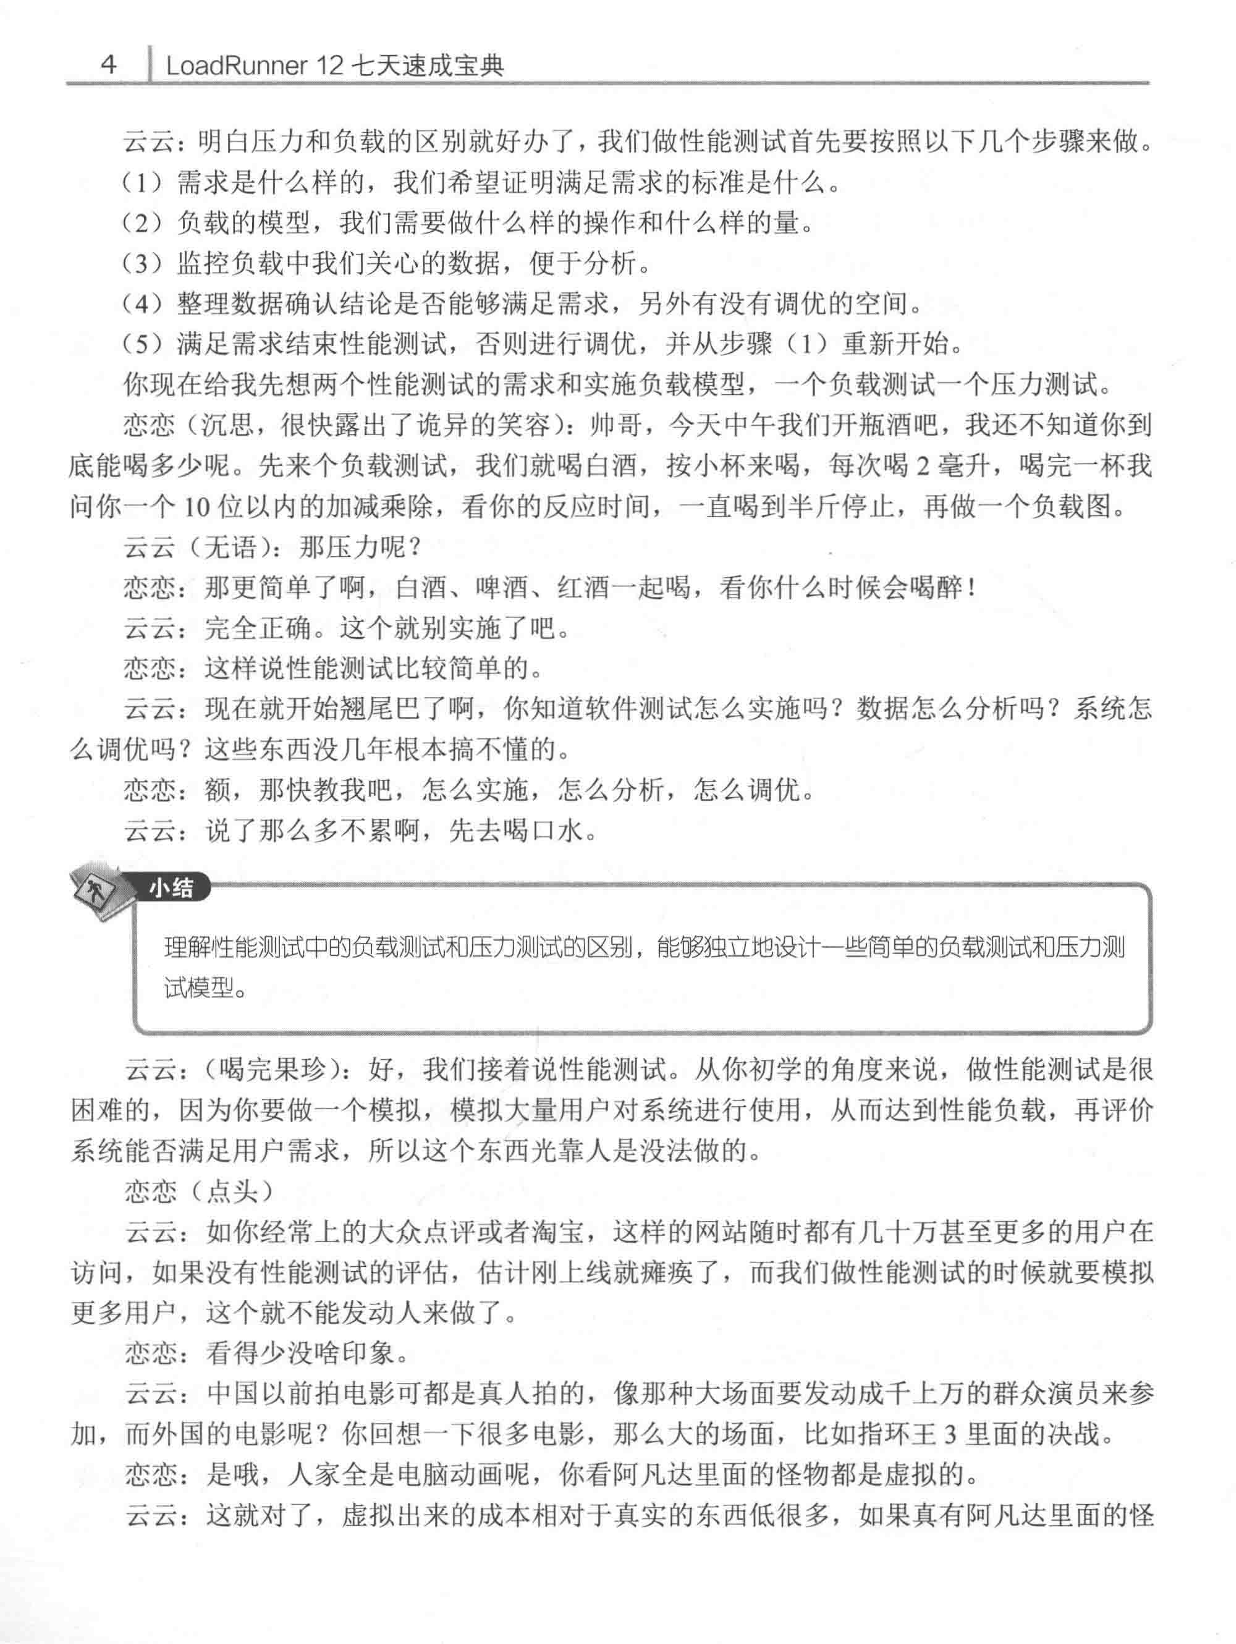 4 LoadRunner 12 七天速成宝典
云云：明白压力和负载的区别就好办了，我们做性能测试首先要按照以下几个步骤来做。
（1）需求是什么样的，我们希望证明满足需求的标准是什么。
（2）负载的模型，我们需要做什么样的操作和什么样的量。
（3）监控负载中我们关心的数据，便于分析。
（4）整理数据确认结论是否能够满足需求，另外有没有调优的空间。
（5）满足需求结束性能测试，否则进行调优，并从步骤（1）重新开始。
你现在给我先想两个性能测试的需求和实施负载模型，一个负载测试一个压力测试。
恋恋（沉思，很快露出了诡异的笑容）：帅哥，今天中午我们开瓶酒吧，我还不知道你到
底能喝多少呢。先来个负载测试，我们就喝白酒，按小杯来喝，每次喝 2 毫升，喝完一杯我
问你一个 10 位以内的加减乘除，看你的反应时间，一直喝到半斤停止，再做一个负载图。
云云（无语）：那压力呢？
恋恋：那更简单了啊，白酒、啤酒、红酒一起喝，看你什么时候会喝醉！
云云：完全正确。这个就别实施了吧。
恋恋：这样说性能测试比较简单的。
云云：现在就开始翘尾巴了啊，你知道软件测试怎么实施吗？数据怎么分析吗？系统怎
么调优吗？这些东西没几年根本搞不懂的。
恋恋：额，那快教我吧，怎么实施，怎么分析，怎么调优。
云云：说了那么多不累啊，先去喝口水。
小结
理解性能测试中的负载测试和压力测试的区别，能够独立地设计一些简单的负载测试和压力测
试模型。
云云：（喝完果珍）：好，我们接着说性能测试。从你初学的角度来说，做性能测试是很
困难的，因为你要做一个模拟，模拟大量用户对系统进行使用，从而达到性能负载，再评价
系统能否满足用户需求，所以这个东西光靠人是没法做的。
恋恋（点头）
云云：如你经常上的大众点评或者淘宝，这样的网站随时都有几十万甚至更多的用户在
访问，如果没有性能测试的评估，估计刚上线就瘫痪了，而我们做性能测试的时候就要模拟
更多用户，这个就不能发动人来做了。
恋恋：看得少没啥印象。
云云：中国以前拍电影可都是真人拍的，像那种大场面要发动成千上万的群众演员来参
加，而外国的电影呢？你回想一下很多电影，那么大的场面，比如指环王 3 里面的决战。
恋恋：是哦，人家全是电脑动画呢，你看阿凡达里面的怪物都是虚拟的。
云云：这就对了，虚拟出来的成本相对于真实的东西低很多，如果真有阿凡达里面的怪